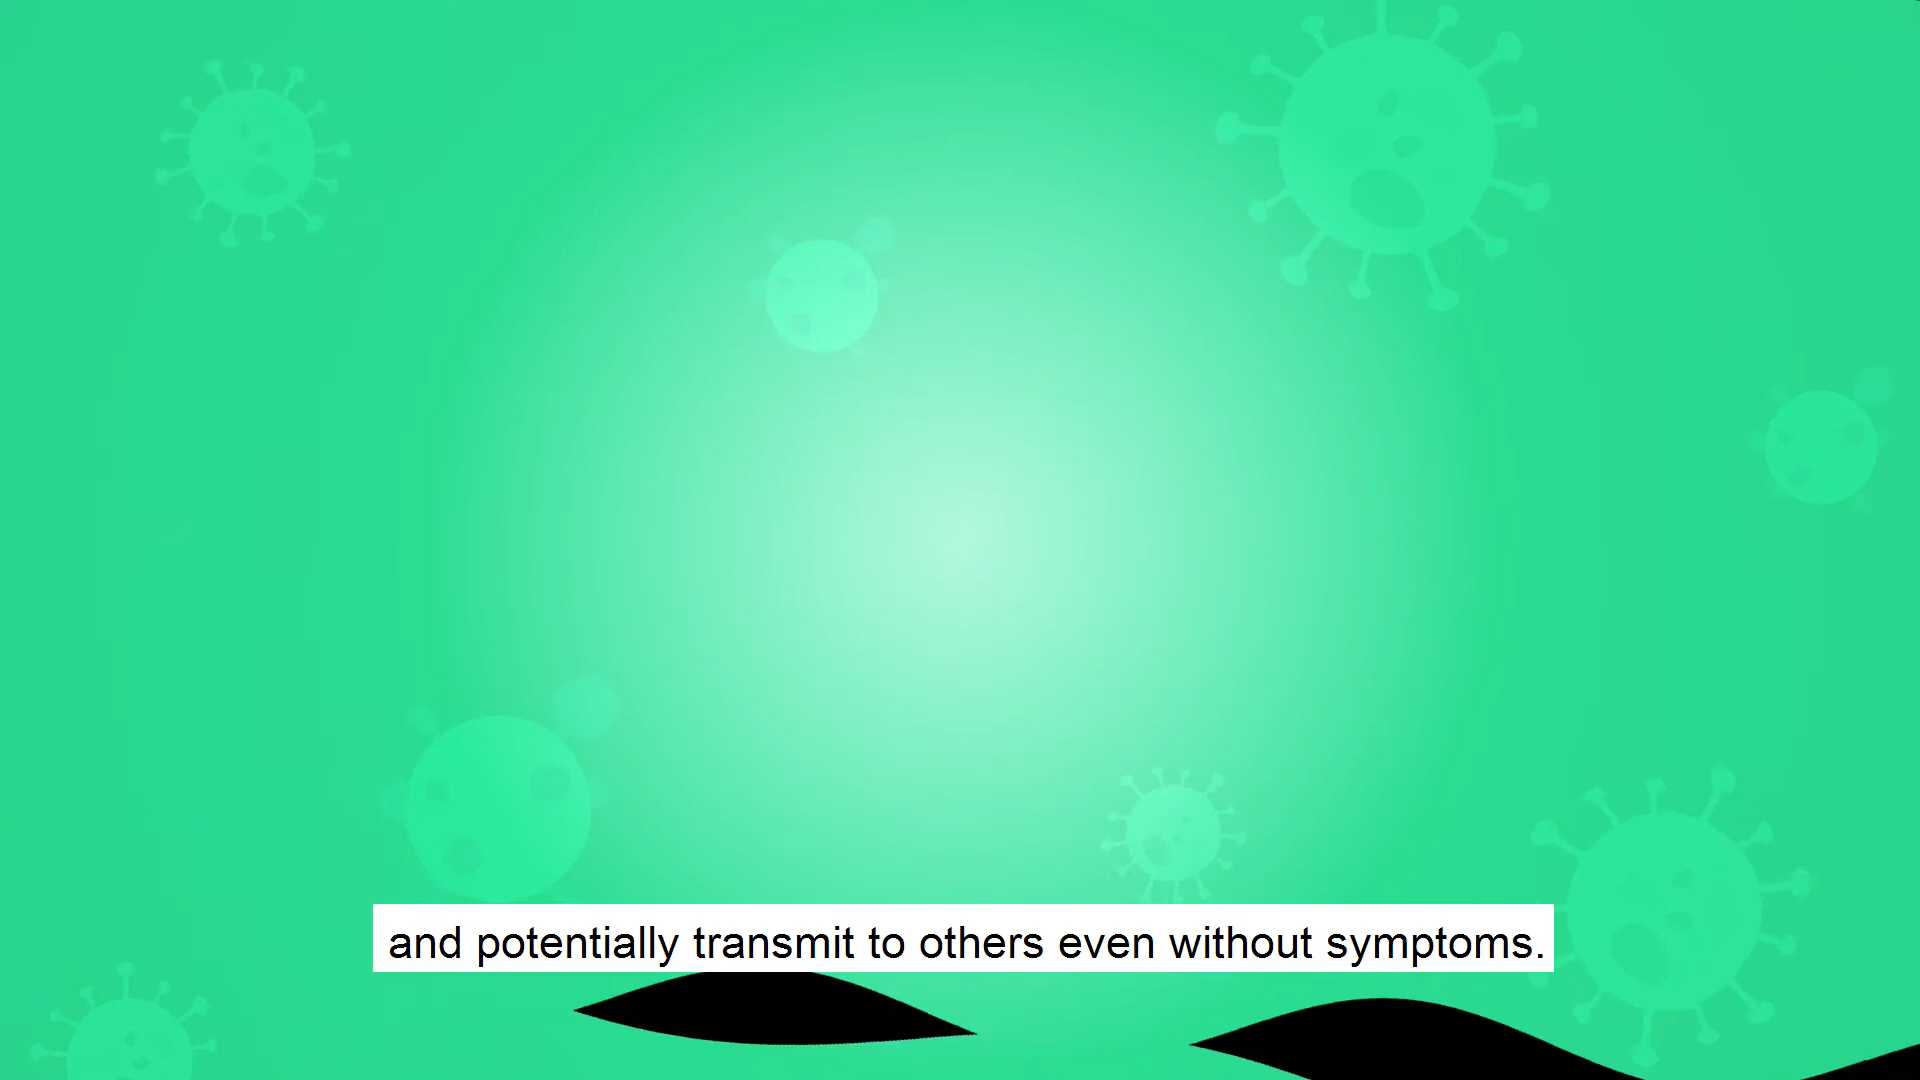 and potentially transmit to others even without symptoms.